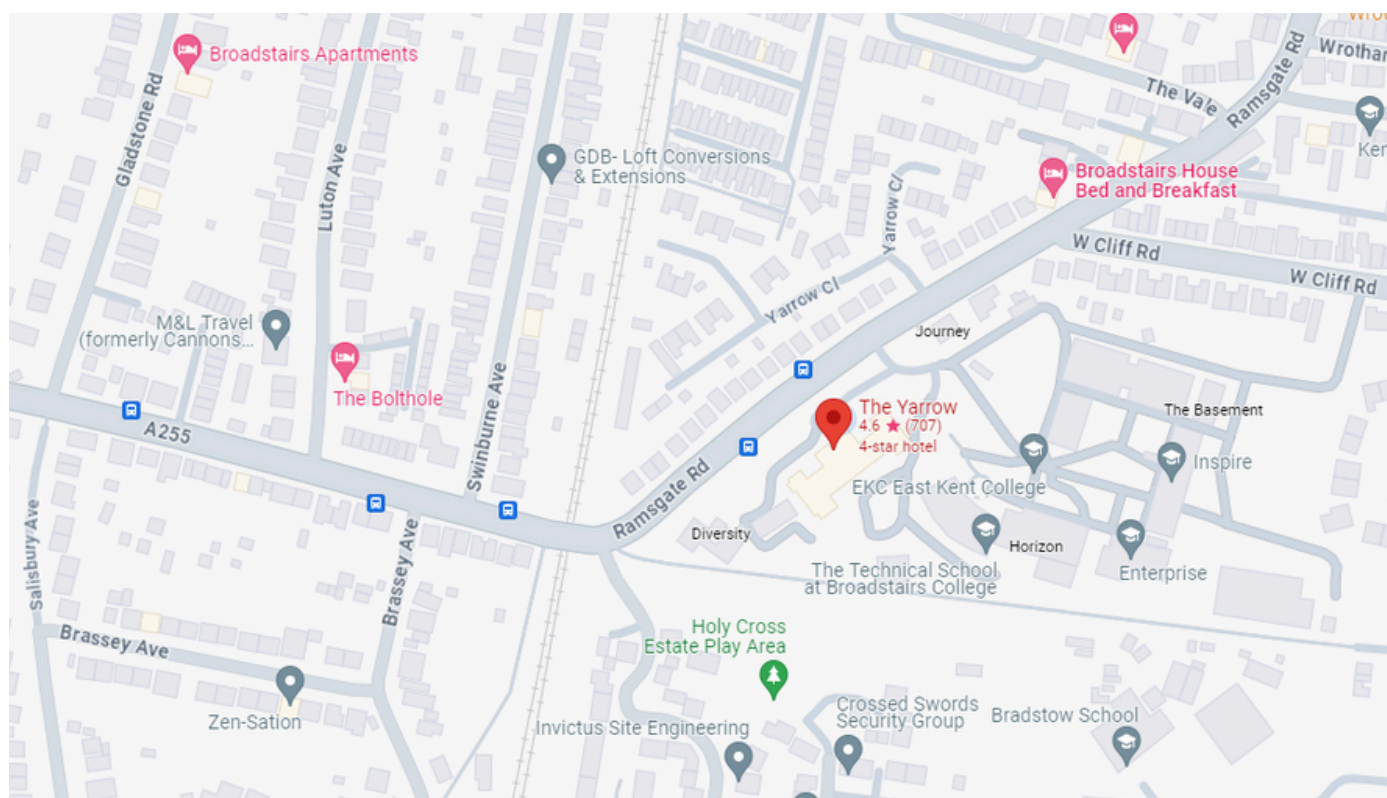 Broadstairs Apartments
Gladstone Rd
Luton Ave
GDB- Loft Conversions
& Extensions
The Vale
Ramsgate Rd
Broadstairs House
Bed and Breakfast
Yarrow Cl
W Cliff Rd
W Cliff Rd
Yarrow Cl
M&L Travel
(formerly Cannons...
The Bolthole
Swinburne Ave
Journey
The Yarrow
4.6 ★ (707)
4-star hotel
The Basement
Inspire
EKC East Kent College
A255
Ramsgate Rd
Diversity
Horizon
The Technical School
at Broadstairs College
Enterprise
Salisbury Ave
Brassey Ave
Brassey Ave
Holy Cross
Estate Play Area
Zen-Sation
Invictus Site Engineering
Crossed Swords
Security Group
Bradstow School